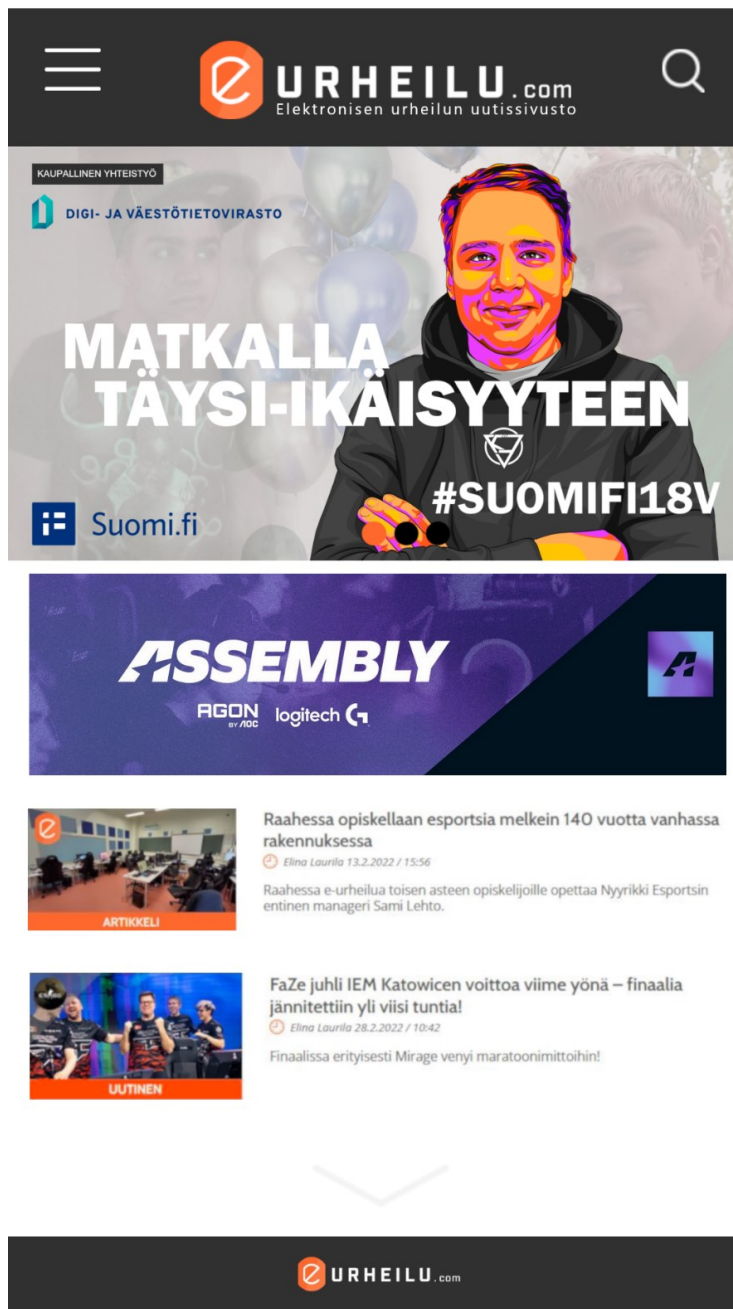 URHEILU.com
Elektronisen urheilun uutissivusto
KAUPALLINEN YHTEISTYÖ
DIGI- JA VÄESTÖTIETOVIRASTO
MATKALLA
TÄYSI-IKÄISYYTEEN
#SUOMIFI18V
Suomi.fi
ASSEMBLY
AGON
BY AOC
logitech G
Raahessa opiskellaan esportsia melkein 140 vuotta vanhassa
rakennuksessa
Elina Laurila 13.2.2022 / 15:56
Raahessa e-urheilua toisen asteen opiskelijoille opettaa Nyyrikki Esportsin
entinen manageri Sami Lehto.
ARTIKKELI
FaZe juhli IEM Katowicen voittoa viime yönä – finaalia
jännitettiin yli viisi tuntia!
Elina Laurila 28.2.2022 / 10:42
Finaalissa erityisesti Mirage venyi maratoonimittoihin!
UUTINEN
URHEILU.com